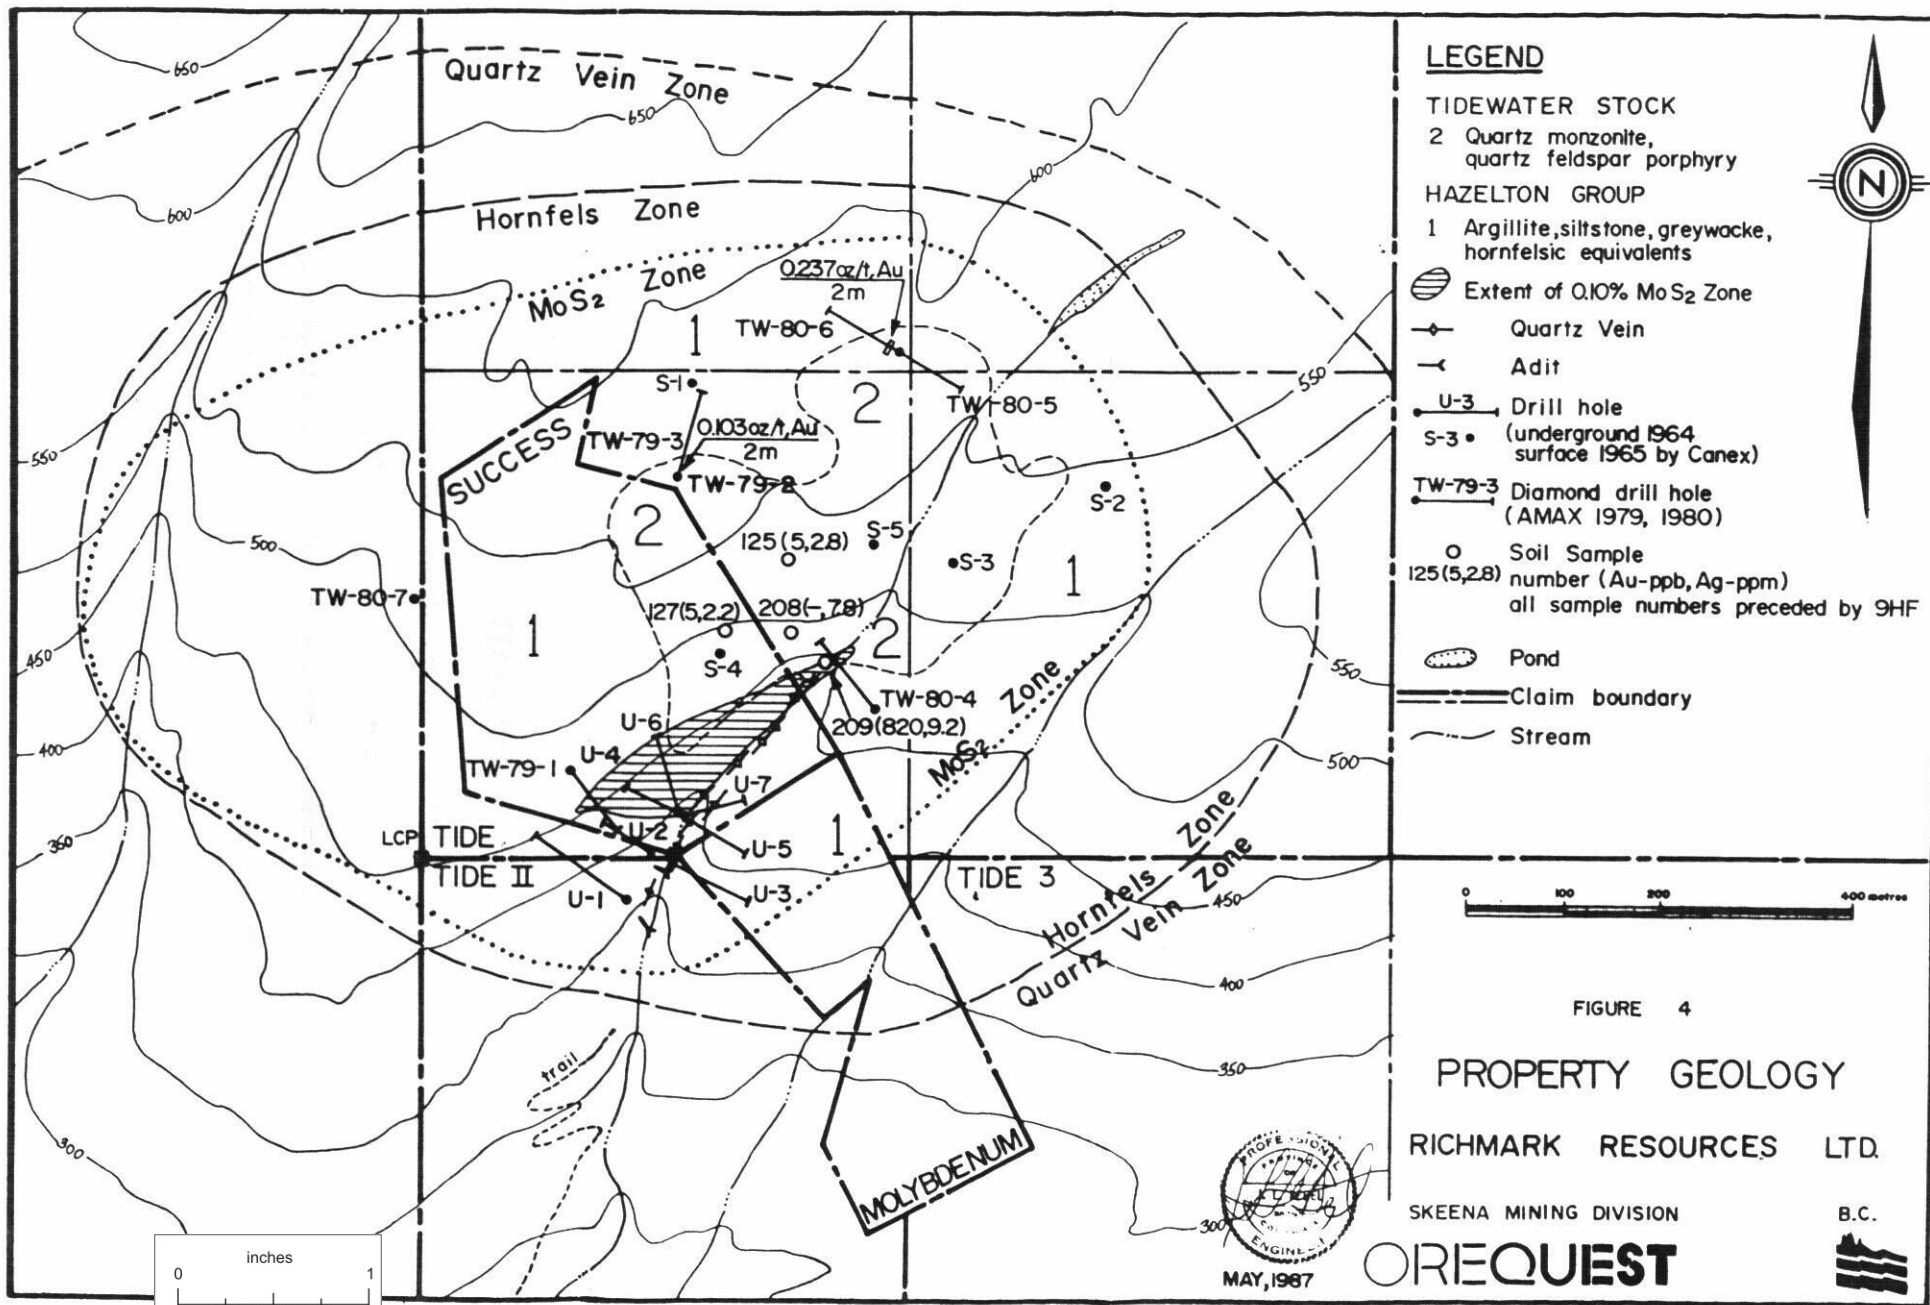 650
Quartz Vein Zone
650
600
600
Hornfels Zone
MoS2 Zone
0.237oz/t,Au
2m
TW-80-6
1
S-1
550
2
TW-80-5
SUCCESS
TW-79-3
0.103oz/t,Au
2m
TW-79-2
550
S-2
2
500
125(5,2.8)
S-5
S-3
1
TW-80-7
127(5,2.2)
208(-,7.8)
1
2
S-4
450
550
TW-80-4
209(820,9.2)
MoS2 Zone
U-6
U-4
400
TW-79-1
U-7
500
U-2
1
LCP
TIDE
350
U-5
TIDE II
TIDE 3
U-1
U-3
450
Hornfels Zone
Quartz Vein Zone
400
trail
350
300
MOLYBDENUM
300
LEGEND
TIDEWATER STOCK
2 Quartz monzonite,
quartz feldspar porphyry
HAZELTON GROUP
1 Argillite, siltstone, greywacke,
hornfelsic equivalents
Extent of 0.10% MoS2 Zone
Quartz Vein
Adit
U-3 Drill hole
S-3 (underground 1964
surface 1965 by Canex)
TW-79-3 Diamond drill hole
(AMAX 1979, 1980)
Soil Sample
125(5,2.8) number (Au-ppb, Ag-ppm)
all sample numbers preceded by 9HF
Pond
Claim boundary
Stream
N
0 100 200 400 metres
FIGURE 4
PROPERTY GEOLOGY
RICHMARK RESOURCES LTD.
SKEENA MINING DIVISION B.C.
OREQUEST
PROFESSIONAL
PROVINCE
OF
ENGINEER
MAY, 1987
inches
0 1